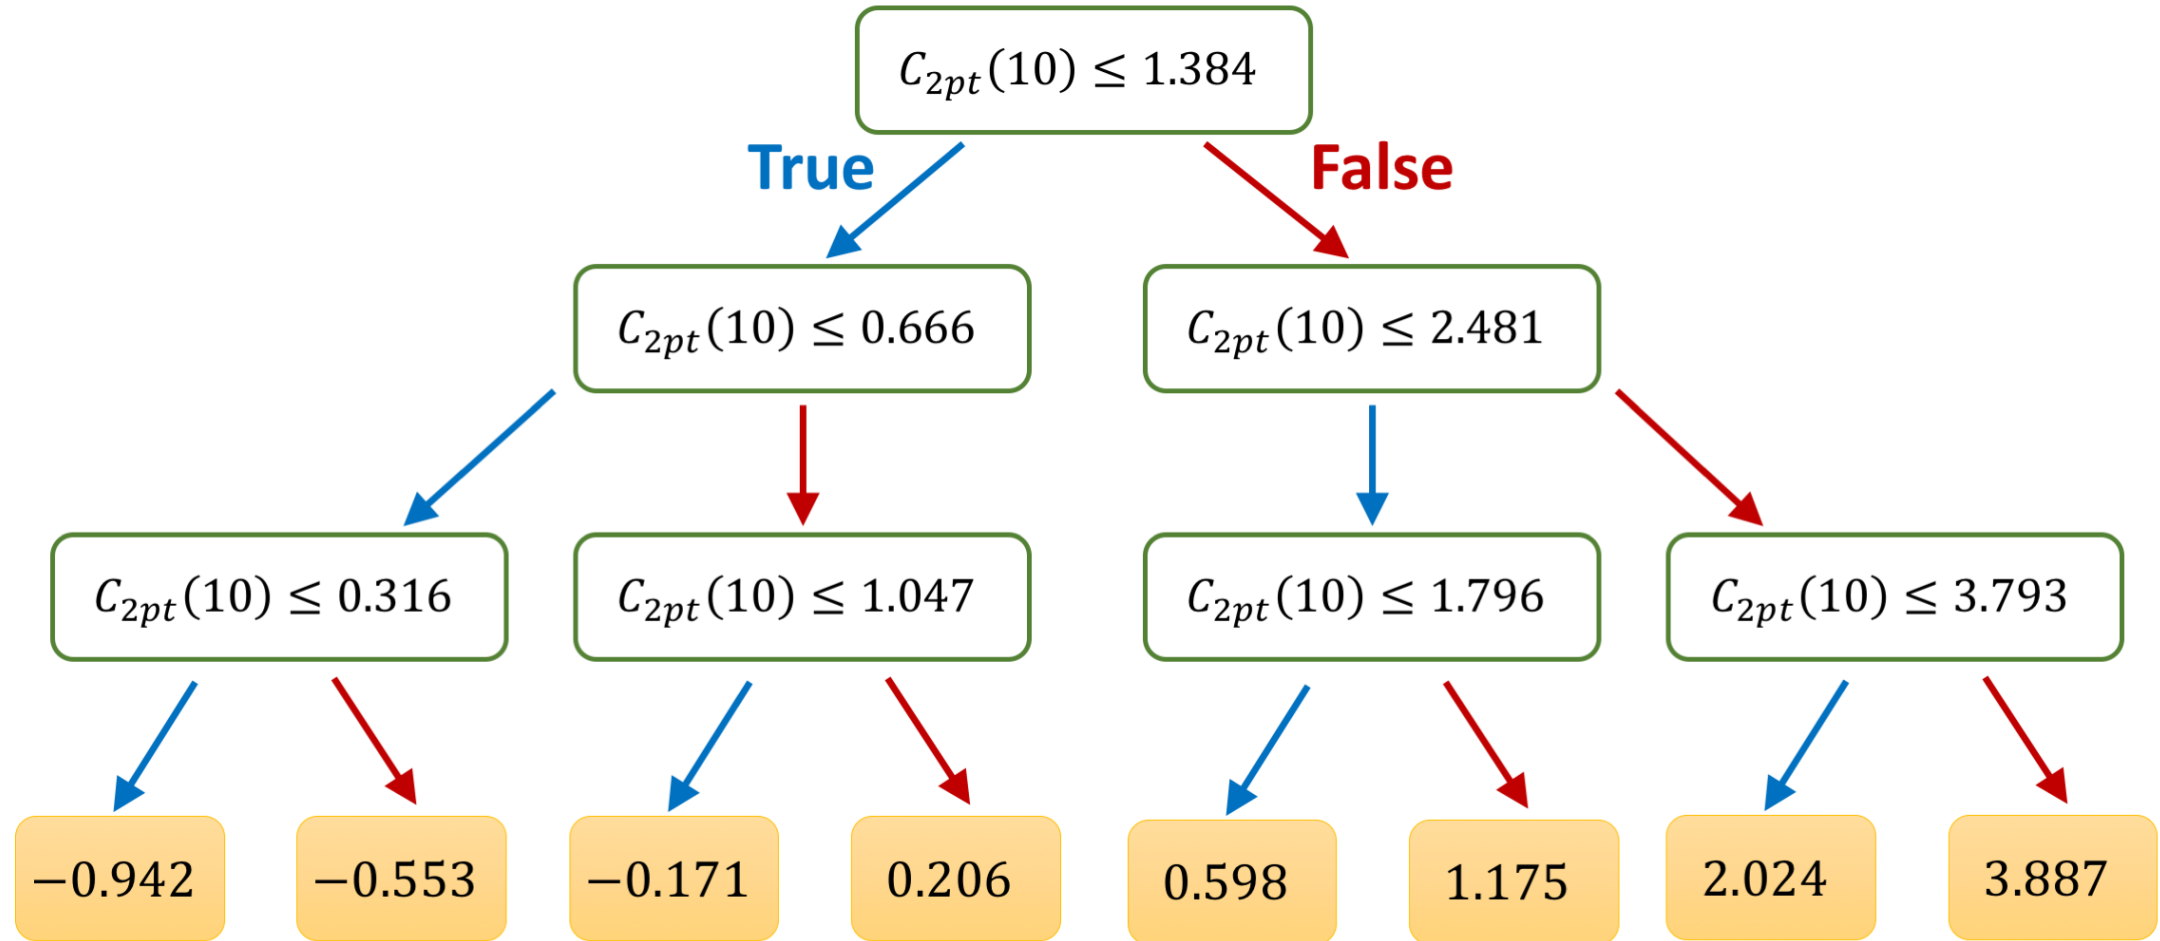 C₂ₚₜ(10) ≤ 1.384
True
False
C₂ₚₜ(10) ≤ 0.666
C₂ₚₜ(10) ≤ 2.481
C₂ₚₜ(10) ≤ 0.316
C₂ₚₜ(10) ≤ 1.047
C₂ₚₜ(10) ≤ 1.796
C₂ₚₜ(10) ≤ 3.793
−0.942
−0.553
−0.171
0.206
0.598
1.175
2.024
3.887